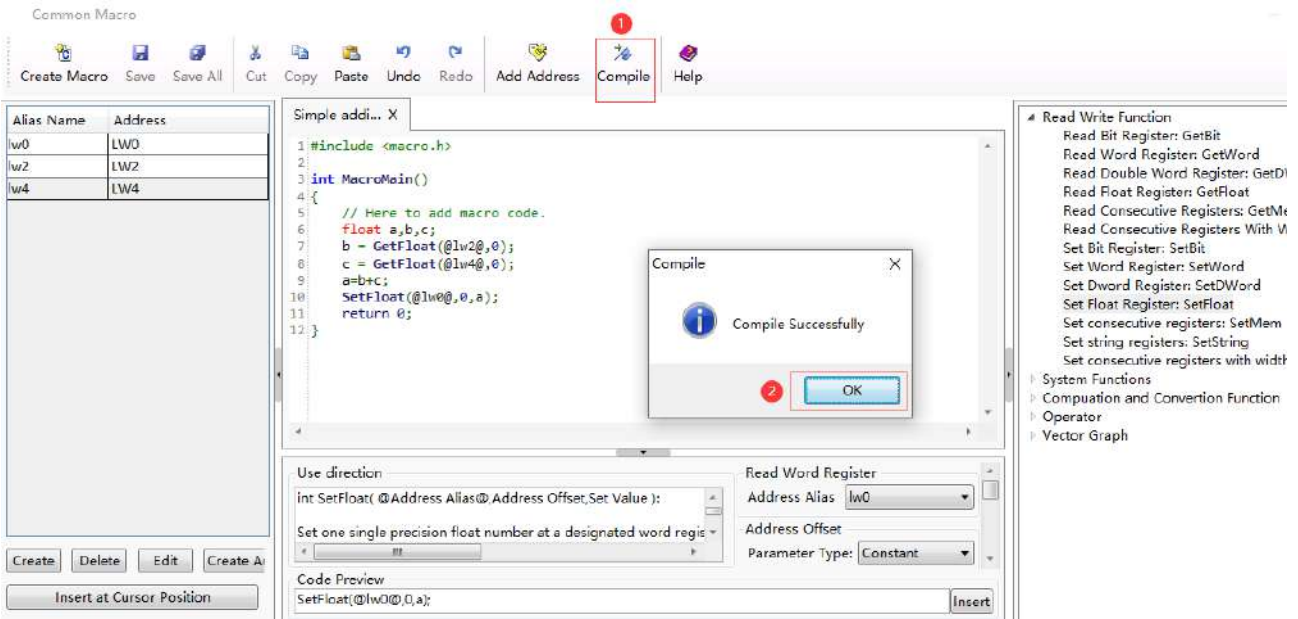 Common Macro
1
Create Macro Save Save All Cut Copy Paste Undo Redo Add Address Compile Help
Alias Name Address
lw0 LW0
lw2 LW2
lw4 LW4
Simple addi... X
1 #include <macro.h>
2
3 int MacroMain()
4 {
5 // Here to add macro code.
6 float a,b,c;
7 b = GetFloat(@lw2@,0);
8 c = GetFloat(@lw4@,0);
9 a=b+c;
10 SetFloat(@lw0@,0,a);
11 return 0;
12 }
Compile
Compile Successfully
2 OK
Read Write Function
Read Bit Register: GetBit
Read Word Register: GetWord
Read Double Word Register: GetD
Read Float Register: GetFloat
Read Consecutive Registers: GetMe
Read Consecutive Registers With W
Set Bit Register: SetBit
Set Word Register: SetWord
Set Dword Register: SetDWord
Set Float Register: SetFloat
Set consecutive registers: SetMem
Set string registers: SetString
Set consecutive registers with width
System Functions
Compuation and Convertion Function
Operator
Vector Graph
Create Delete Edit Create A
Insert at Cursor Position
Use direction
int SetFloat( @Address Alias@,Address Offset,Set Value ):
Set one single precision float number at a designated word regis
Read Word Register
Address Alias lw0
Address Offset
Parameter Type: Constant
Code Preview
SetFloat(@lw0@,0,a);
Insert